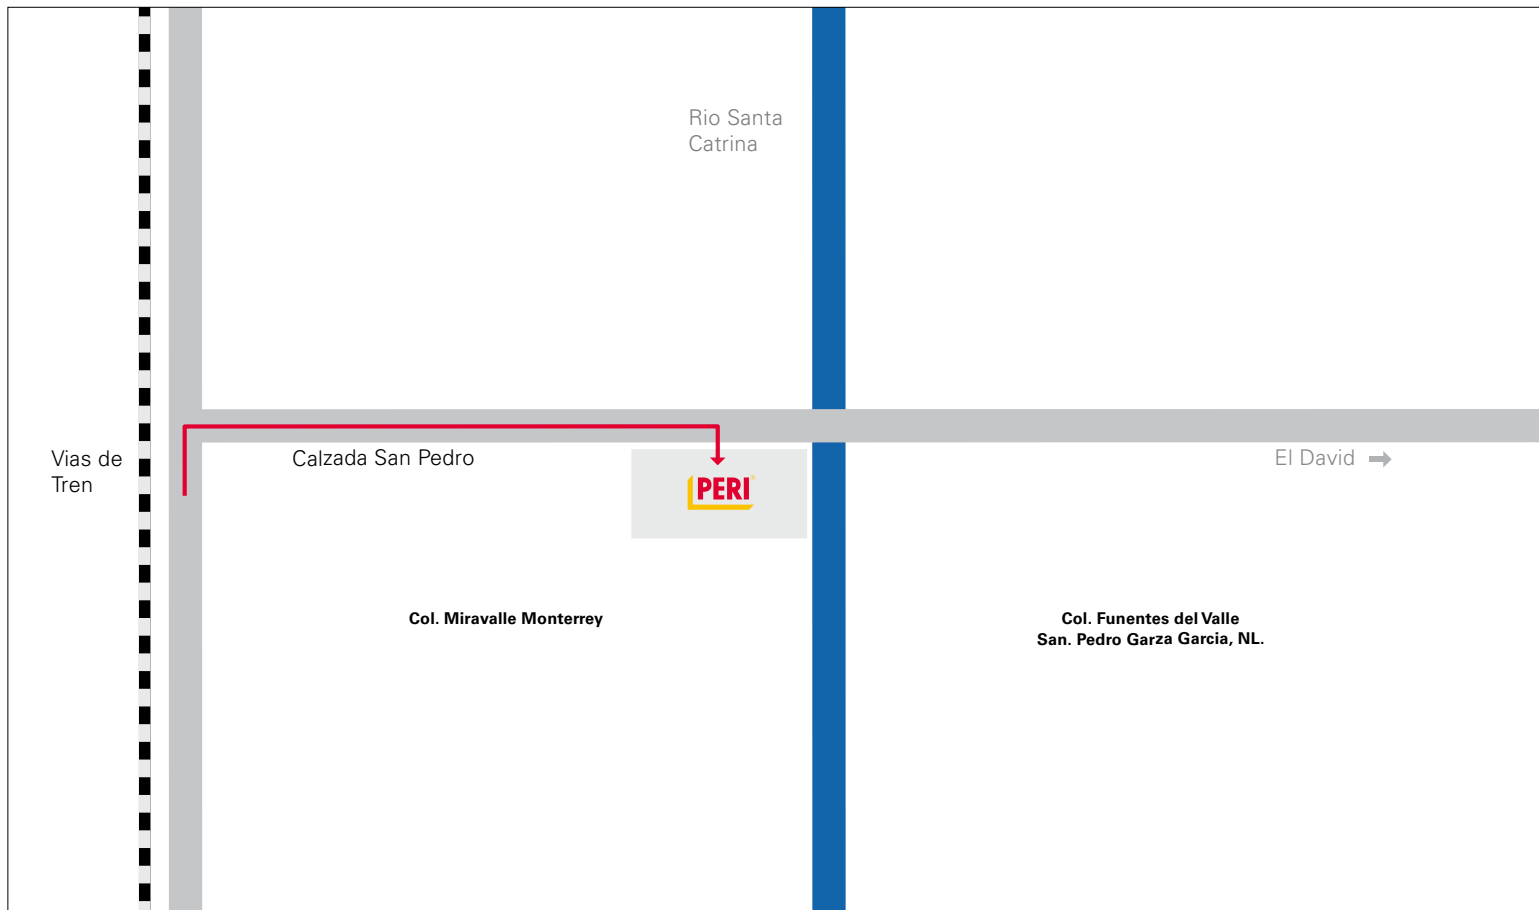 Rio Santa
Catrina
Vias de
Tren
Calzada San Pedro
El David
PERI
Col. Miravalle Monterrey
Col. Funentes del Valle
San. Pedro Garza Garcia, NL.